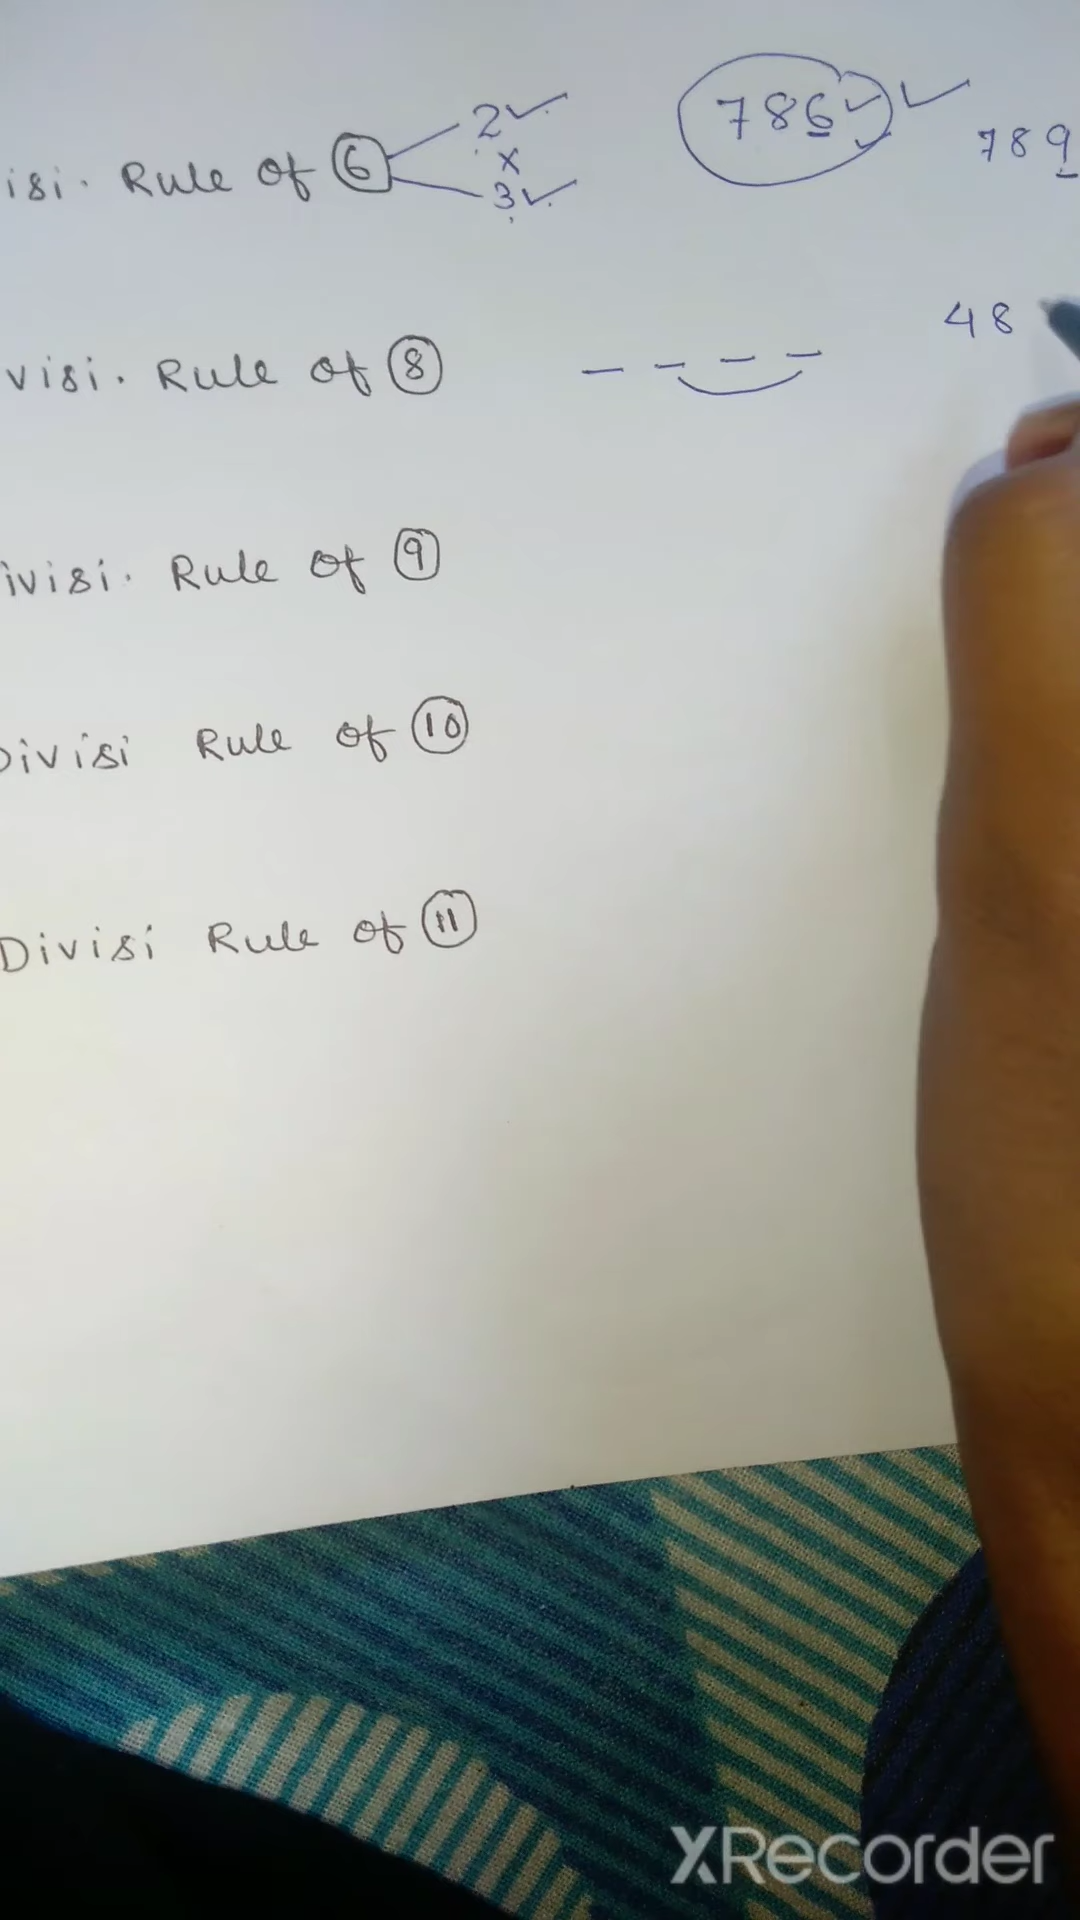 isi. Rule of 6 2 × 3 786 789
visi. Rule of 8 48
ivisi. Rule of 9
Divisi Rule of 10
Divisi Rule of 11
XRecorder